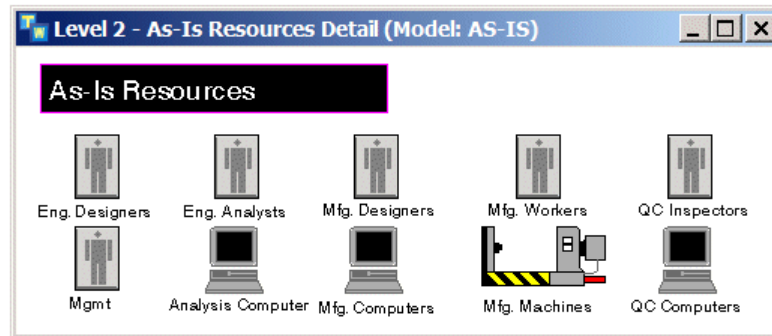 TW Level 2 - As-Is Resources Detail (Model: AS-IS)
As-Is Resources
Eng. Designers Eng. Analysts Mfg. Designers Mfg. Workers QC Inspectors
Mgmt Analysis Computer Mfg. Computers Mfg. Machines QC Computers